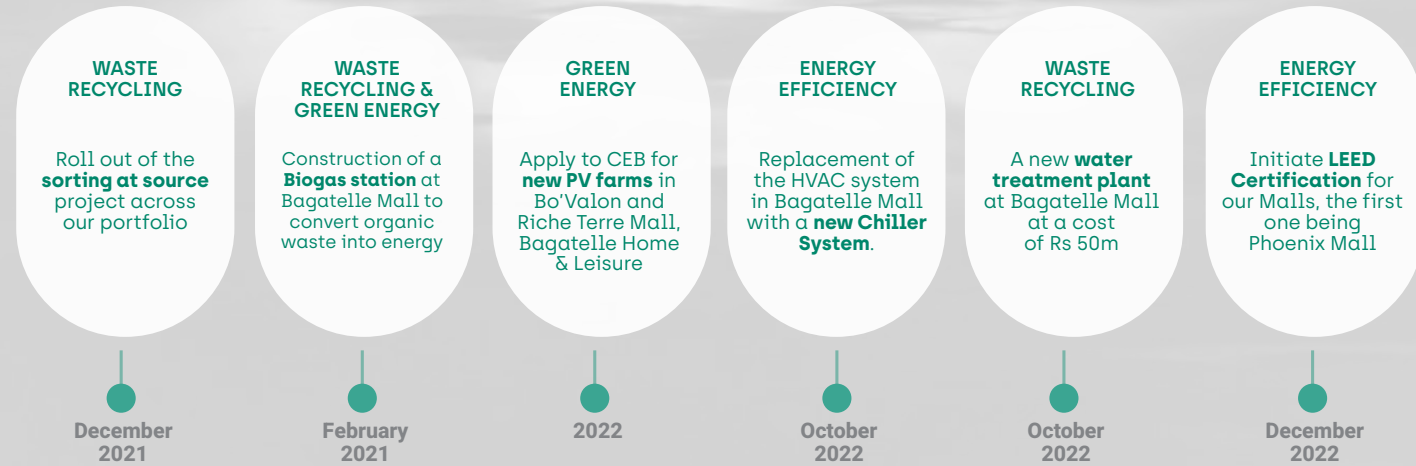 WASTE
RECYCLING
Roll out of the
sorting at source
project across
our portfolio
December
2021
WASTE
RECYCLING &
GREEN ENERGY
Construction of a
Biogas station at
Bagatelle Mall to
convert organic
waste into energy
February
2021
GREEN
ENERGY
Apply to CEB for
new PV farms in
Bo'Valon and
Riche Terre Mall,
Bagatelle Home
& Leisure
2022
ENERGY
EFFICIENCY
Replacement of
the HVAC system
in Bagatelle Mall
with a new Chiller
System.
October
2022
WASTE
RECYCLING
A new water
treatment plant
at Bagatelle Mall
at a cost
of Rs 50m
October
2022
ENERGY
EFFICIENCY
Initiate LEED
Certification for
our Malls, the first
one being
Phoenix Mall
December
2022